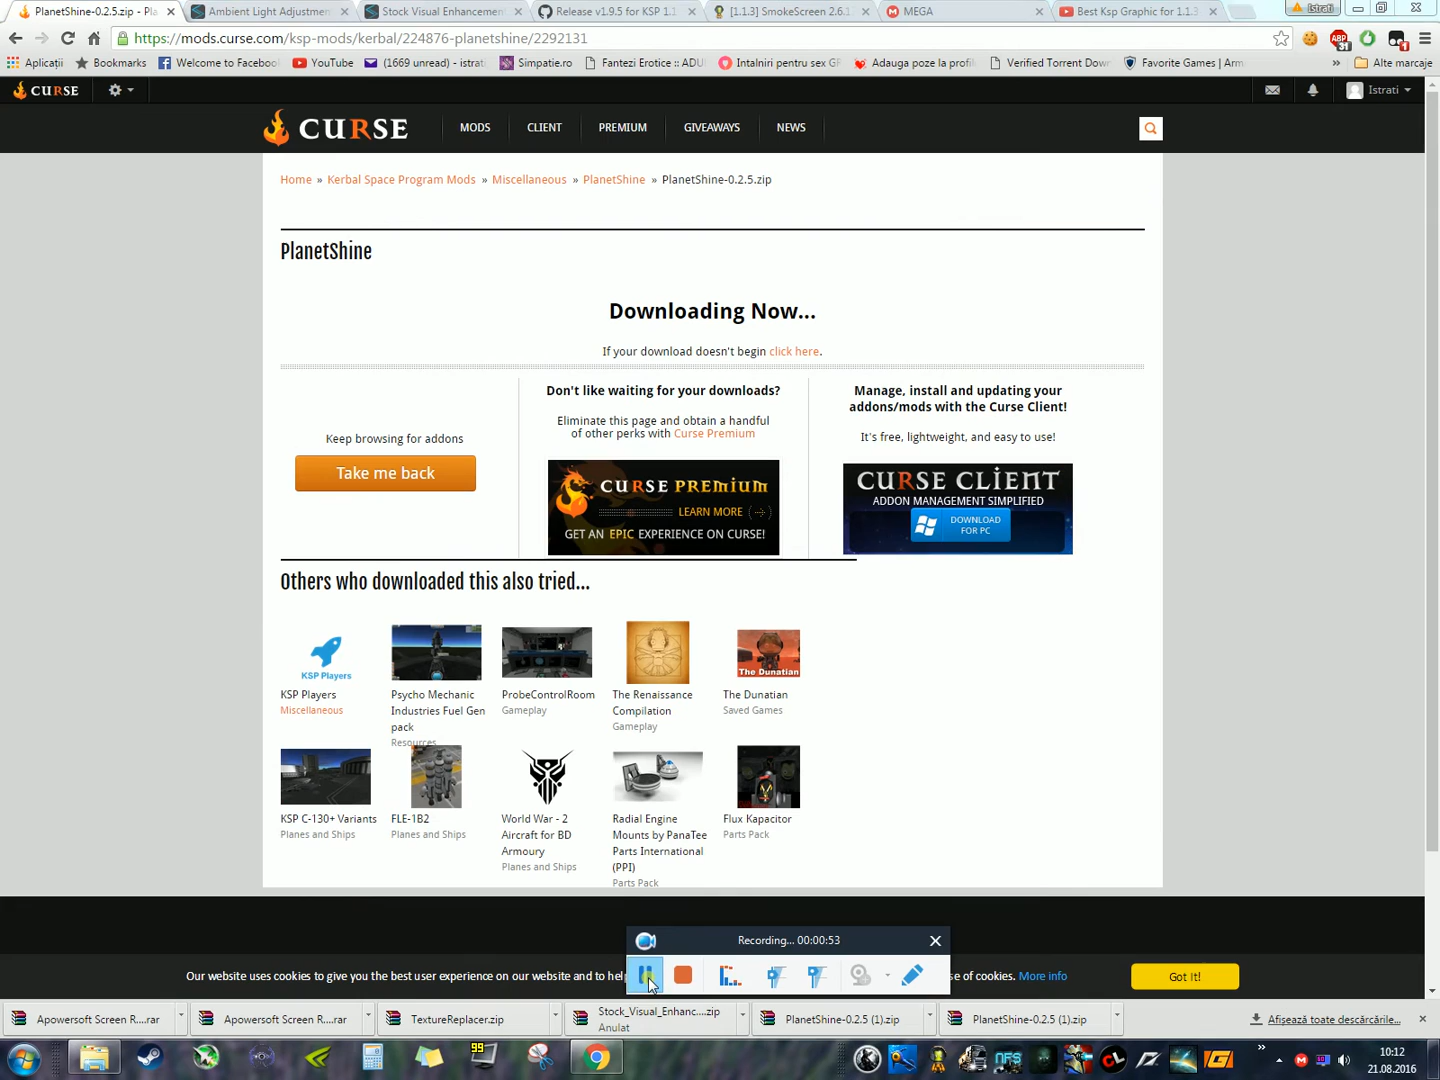 PlanetShine-0.2.5.zip - Pla
Ambient Light Adjustment
Stock Visual Enhancemen
Release v1.9.5 for KSP 1.1
[1.1.3] SmokeScreen 2.6.1
MEGA
Best Ksp Graphic for 1.1.3
Istrati
https://mods.curse.com/ksp-mods/kerbal/224876-planetshine/2292131
Aplicații
Bookmarks
Welcome to Faceboo
YouTube
(1669 unread) - istrat
Simpatie.ro
Fantezi Erotice :: ADU
Intalniri pentru sex GR
Adauga poze la profil
Verified Torrent Down
Favorite Games | Arm
»
Alte marcaje
CURSE
Istrati
CURSE
MODS
CLIENT
PREMIUM
GIVEAWAYS
NEWS
Home » Kerbal Space Program Mods » Miscellaneous » PlanetShine » PlanetShine-0.2.5.zip
PlanetShine
Downloading Now...
If your download doesn't begin click here.
Keep browsing for addons
Take me back
Don't like waiting for your downloads?
Eliminate this page and obtain a handful
of other perks with Curse Premium
CURSE PREMIUM
LEARN MORE
GET AN EPIC EXPERIENCE ON CURSE!
Manage, install and updating your
addons/mods with the Curse Client!
It's free, lightweight, and easy to use!
CURSE CLIENT
ADDON MANAGEMENT SIMPLIFIED
DOWNLOAD
FOR PC
Others who downloaded this also tried...
KSP Players
The Dunatian
KSP Players
Miscellaneous
Psycho Mechanic
Industries Fuel Gen
pack
Resources
ProbeControlRoom
Gameplay
The Renaissance
Compilation
Gameplay
The Dunatian
Saved Games
KSP C-130+ Variants
Planes and Ships
FLE-1B2
Planes and Ships
World War - 2
Aircraft for BD
Armoury
Planes and Ships
Radial Engine
Mounts by PanaTee
Parts International
(PPI)
Parts Pack
Flux Kapacitor
Parts Pack
Recording... 00:00:53
Our website uses cookies to give you the best user experience on our website and to help
e of cookies. More info
Got It!
Apowersoft Screen R....rar
Apowersoft Screen R....rar
TextureReplacer.zip
Stock_Visual_Enhanc....zip
Anulat
PlanetShine-0.2.5 (1).zip
PlanetShine-0.2.5 (1).zip
Afișează toate descărcările...
99
NFS
»
10:12
21.08.2016